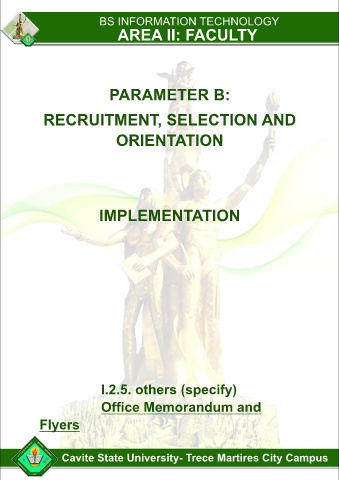 BS INFORMATION TECHNOLOGY
AREA II: FACULTY
PARAMETER B:
RECRUITMENT, SELECTION AND
ORIENTATION
IMPLEMENTATION
I.2.5. others (specify)
Office Memorandum and
Flyers
Cavite State University- Trece Martires City Campus